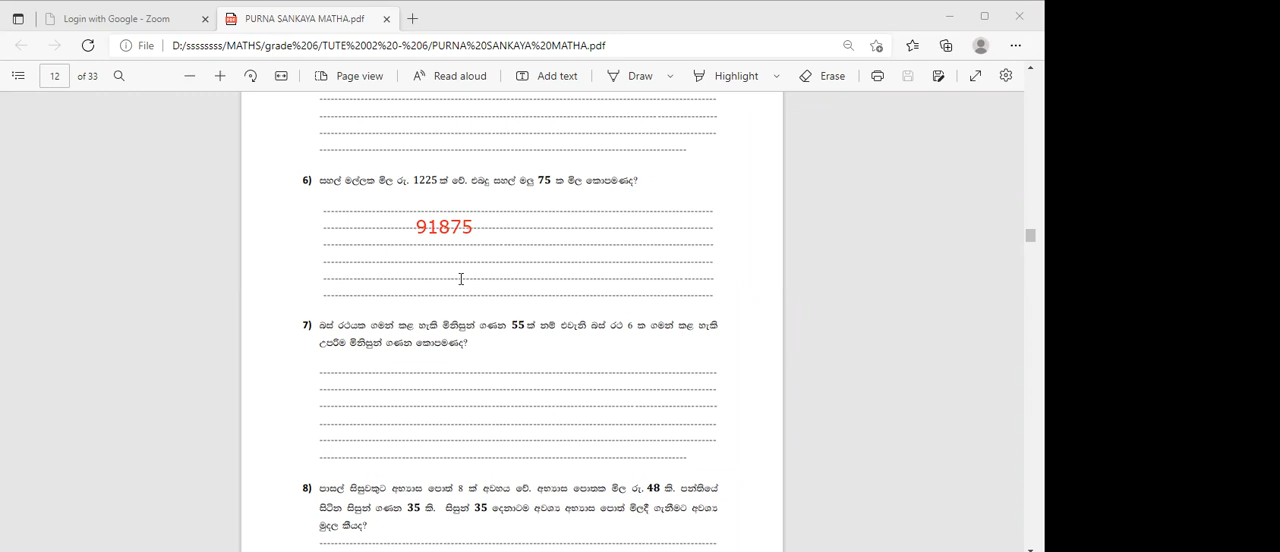 Login with Google - Zoom
PURNA SANKAYA MATHA.pdf
File D:/ssssssss/MATHS/grade%206/TUTE%2002%20-%206/PURNA%20SANKAYA%20MATHA.pdf
12 of 33 Page view Read aloud Add text Draw Highlight Erase
6) සහල් මල්ලක මිල රු. 1225 ක් වේ. එබඳු සහල් මලු 75 ක මිල කොපමණද?
91875
7) බස් රථයක ගමන් කළ හැකි මිනිසුන් ගණන 55 ක් නම් එවැනි බස් රථ 6 ක ගමන් කළ හැකි
උපරිම මිනිසුන් ගණන කොපමණද?
8) පාසල් සිසුවකුට අභ්‍යාස පොත් 8 ක් අවශ්‍ය වේ. අභ්‍යාස පොතක මිල රු. 48 කි. පන්තියේ
සිටින සිසුන් ගණන 35 කි. සිසුන් 35 දෙනාටම අවශ්‍ය අභ්‍යාස පොත් මිලදී ගැනීමට අවශ්‍ය
මුදල කීයද?